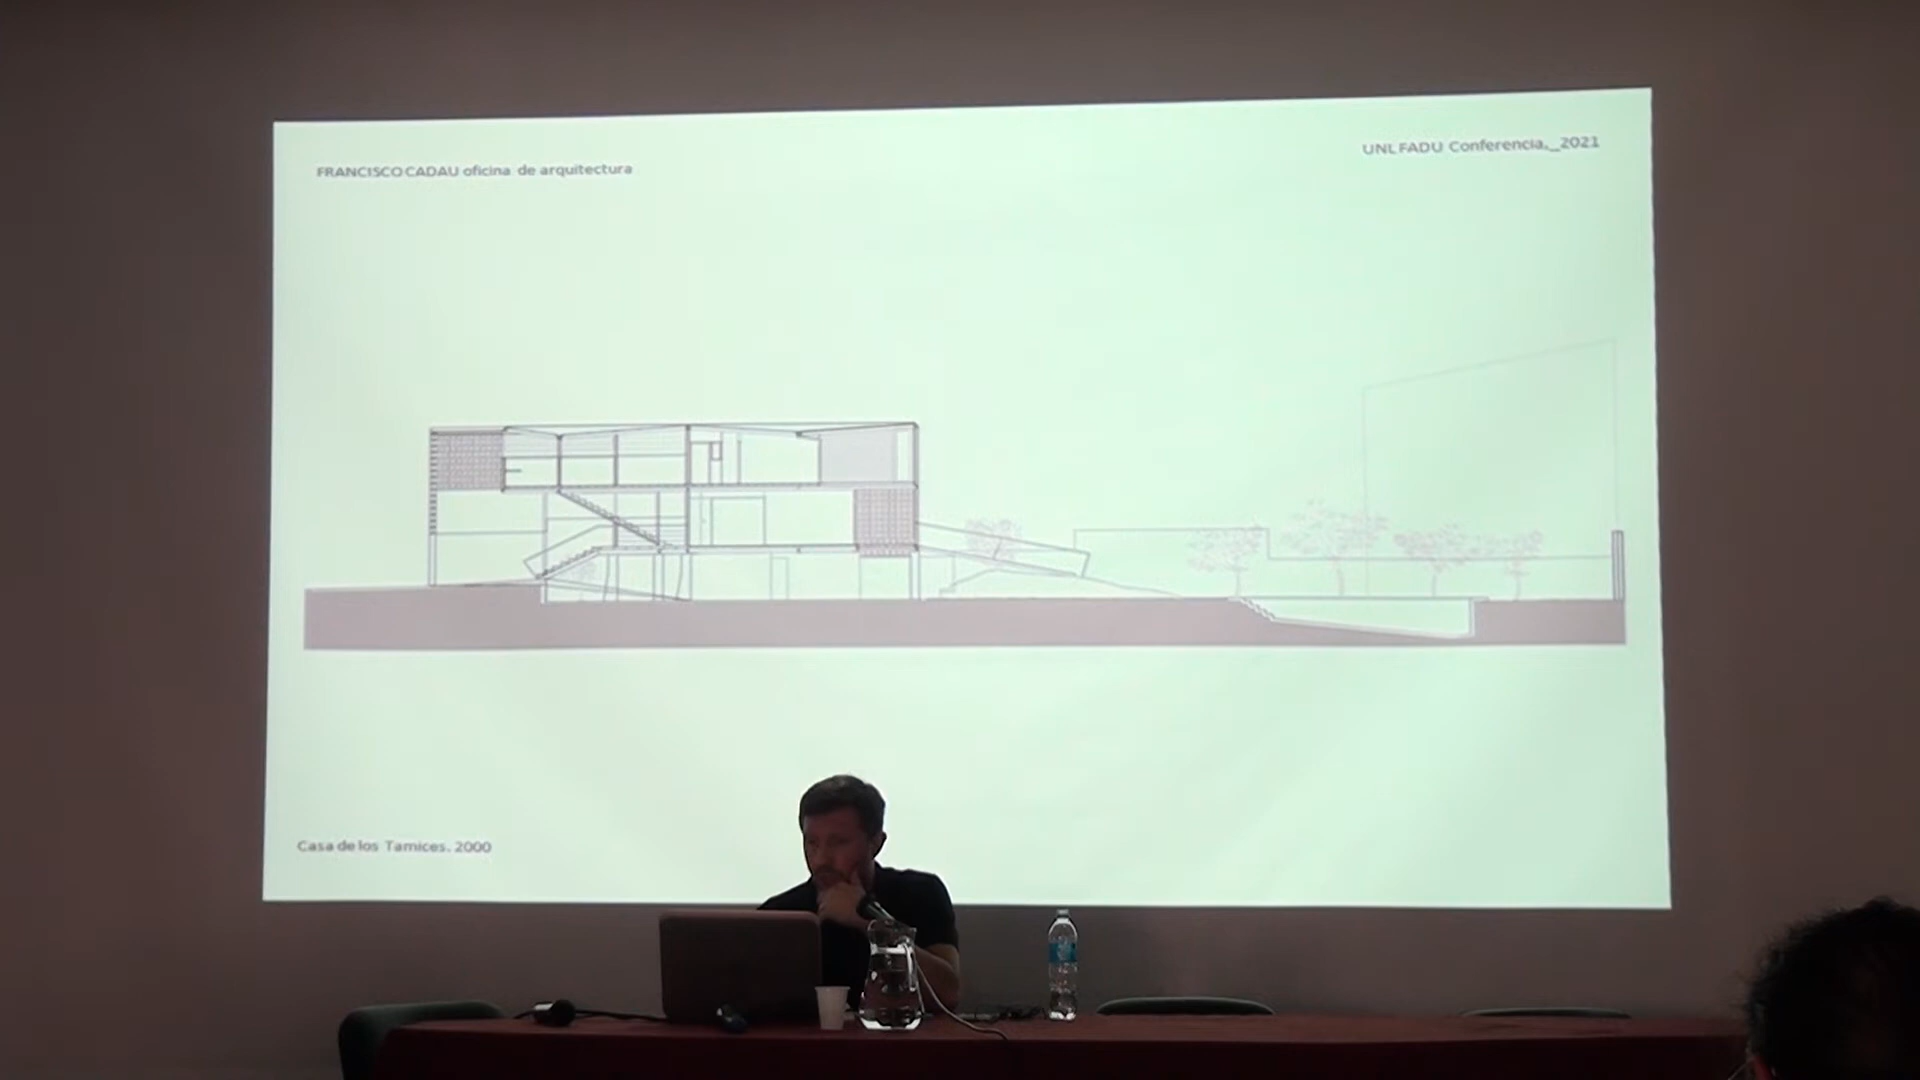 FRANCISCO CADAU oficina de arquitectura
UNL FADU Conferencia._2021
Casa de los Tamices. 2000